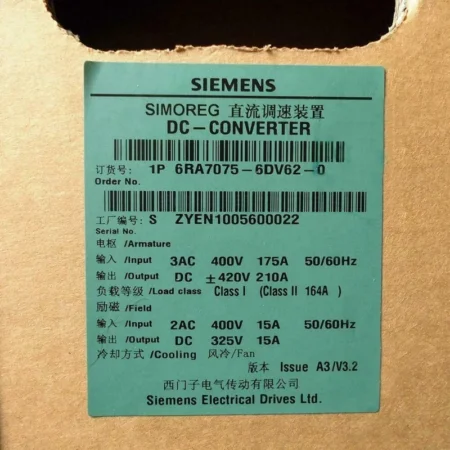 SIEMENS
SIMOREG 直流调速装置
DC-CONVERTER
订货号: 1P 6RA7075-6DV62-0
Order No.
工厂编号: S ZYEN1005600022
Serial No.
电枢 /Armature
输入 /Input 3AC 400V 175A 50/60Hz
输出 /Output DC ±420V 210A
负载等级 /Load class Class I (Class II 164A )
励磁 /Field
输入 /Input 2AC 400V 15A 50/60Hz
输出 /Output DC 325V 15A
冷却方式 /Cooling 风冷/Fan
版本 Issue A3/V3.2
西门子电气传动有限公司
Siemens Electrical Drives Ltd.